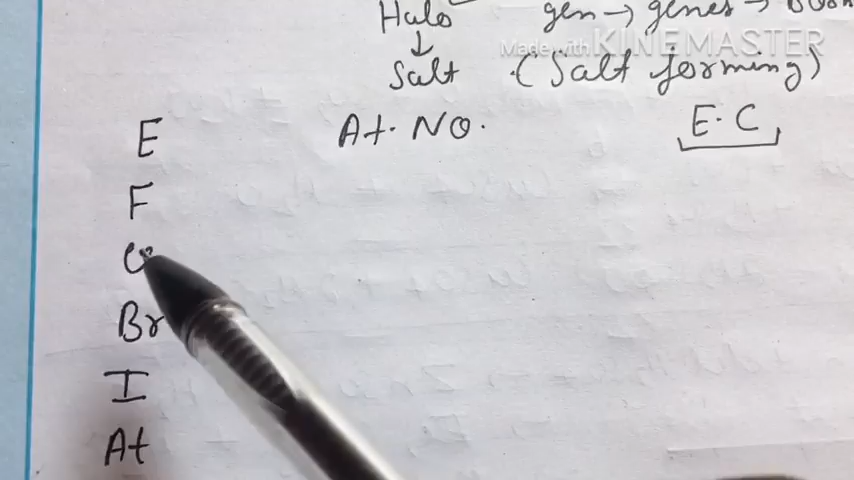 Halo gen → genes →
↓
Salt (Salt forming)
Made with KINEMASTER
E At. No. E.C
F
Br
I
At